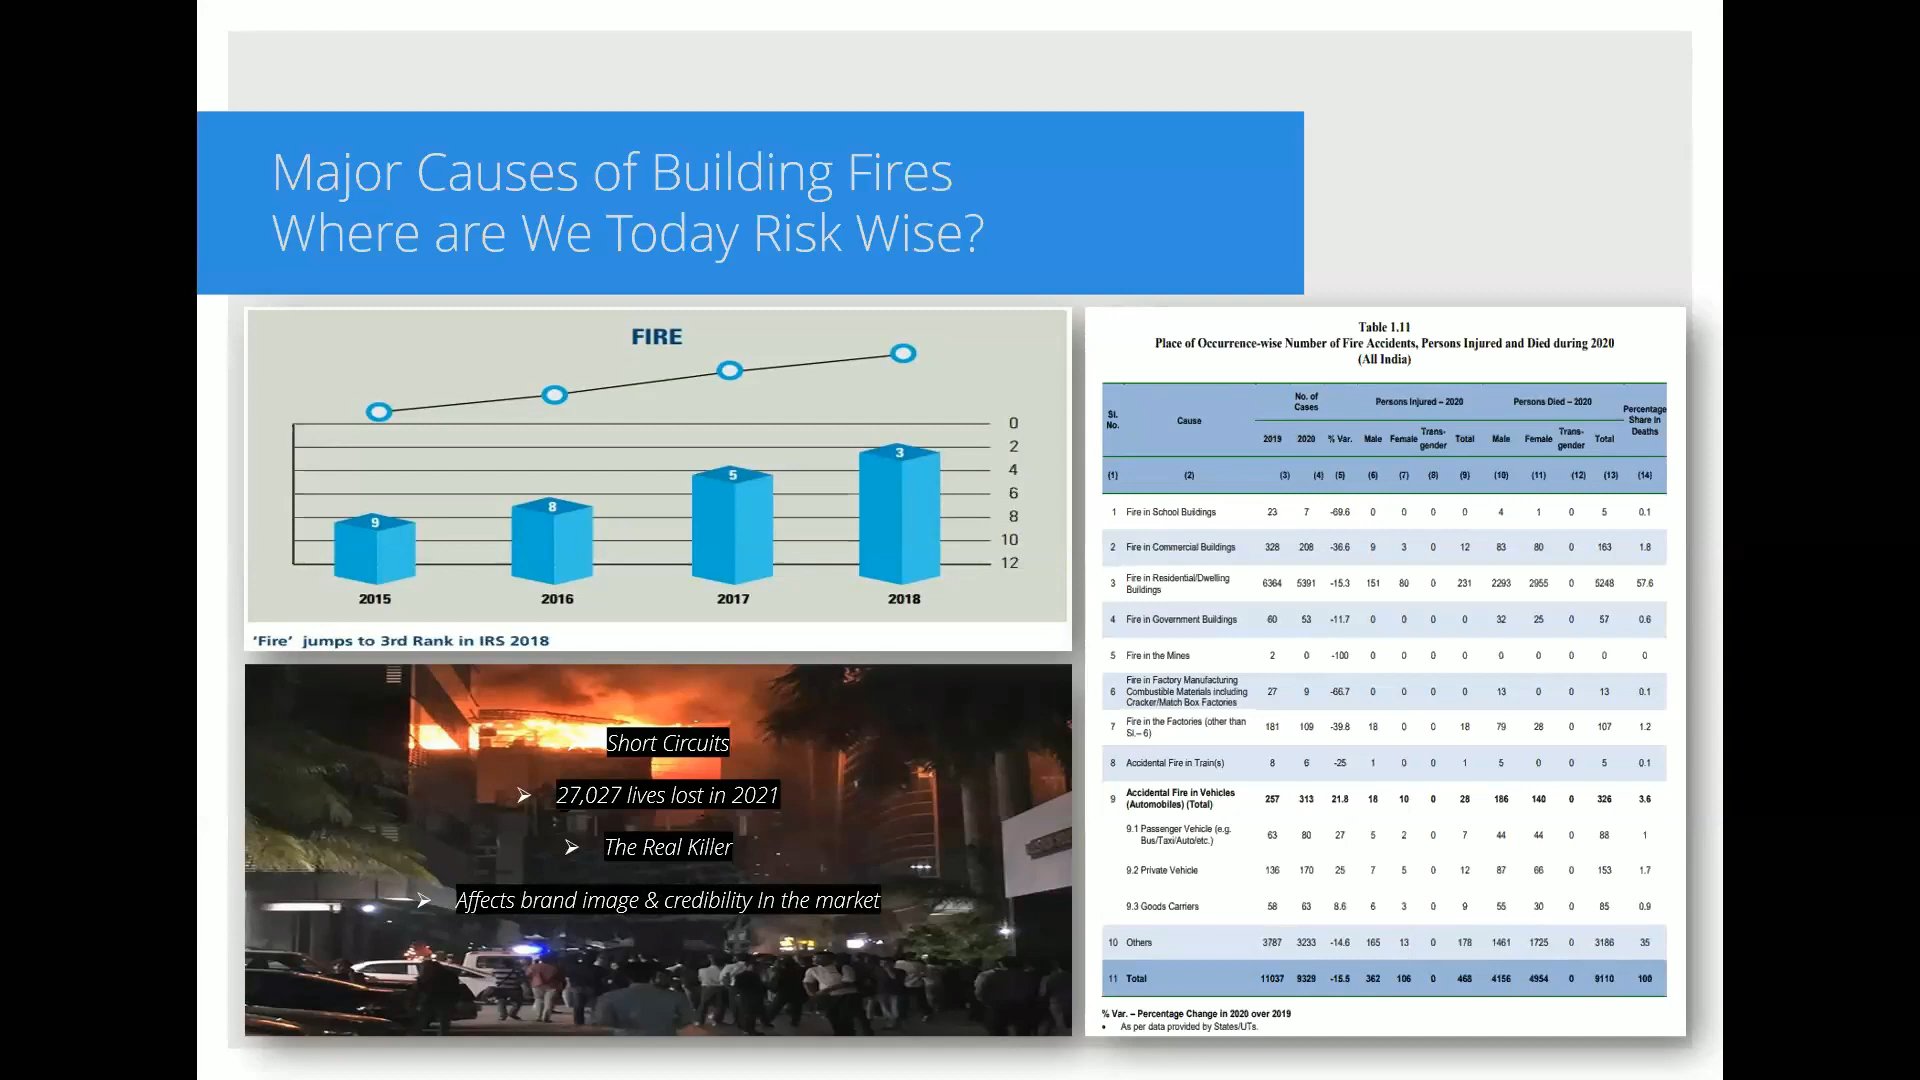 Major Causes of Building Fires
Where are We Today Risk Wise?
FIRE
0
2
4
6
8
10
12
9
8
5
3
2015 2016 2017 2018
'Fire' jumps to 3rd Rank in IRS 2018
Short Circuits
27,027 lives lost in 2021
The Real Killer
Affects brand image & credibility In the market
Table 1.11
Place of Occurrence-wise Number of Fire Accidents, Persons Injured and Died during 2020
(All India)
Sl. No. Cause No. of Cases Persons Injured – 2020 Persons Died – 2020 Percentage Share in Deaths
2019 2020 % Var. Male Female Trans-gender Total Male Female Trans-gender Total
(1) (2) (3) (4) (5) (6) (7) (8) (9) (10) (11) (12) (13) (14)
1 Fire in School Buildings 23 7 -69.6 0 0 0 0 4 1 0 5 0.1
2 Fire in Commercial Buildings 328 208 -36.6 9 3 0 12 83 80 0 163 1.8
3 Fire in Residential/Dwelling Buildings 6364 5391 -15.3 151 80 0 231 2293 2955 0 5248 57.6
4 Fire in Government Buildings 60 53 -11.7 0 0 0 0 32 25 0 57 0.6
5 Fire in the Mines 2 0 -100 0 0 0 0 0 0 0 0 0
6 Fire in Factory Manufacturing Combustible Materials including Cracker/Match Box Factories 27 9 -66.7 0 0 0 0 13 0 0 13 0.1
7 Fire in the Factories (other than Sl.– 6) 181 109 -39.8 18 0 0 18 79 28 0 107 1.2
8 Accidental Fire in Train(s) 8 6 -25 1 0 0 1 5 0 0 5 0.1
9 Accidental Fire in Vehicles (Automobiles) (Total) 257 313 21.8 18 10 0 28 186 140 0 326 3.6
9.1 Passenger Vehicle (e.g. Bus/Taxi/Auto/etc.) 63 80 27 5 2 0 7 44 44 0 88 1
9.2 Private Vehicle 136 170 25 7 5 0 12 87 66 0 153 1.7
9.3 Goods Carriers 58 63 8.6 6 3 0 9 55 30 0 85 0.9
10 Others 3787 3233 -14.6 165 13 0 178 1461 1725 0 3186 35
11 Total 11037 9329 -15.5 362 106 0 468 4156 4954 0 9110 100
% Var. – Percentage Change in 2020 over 2019
• As per data provided by States/UTs.